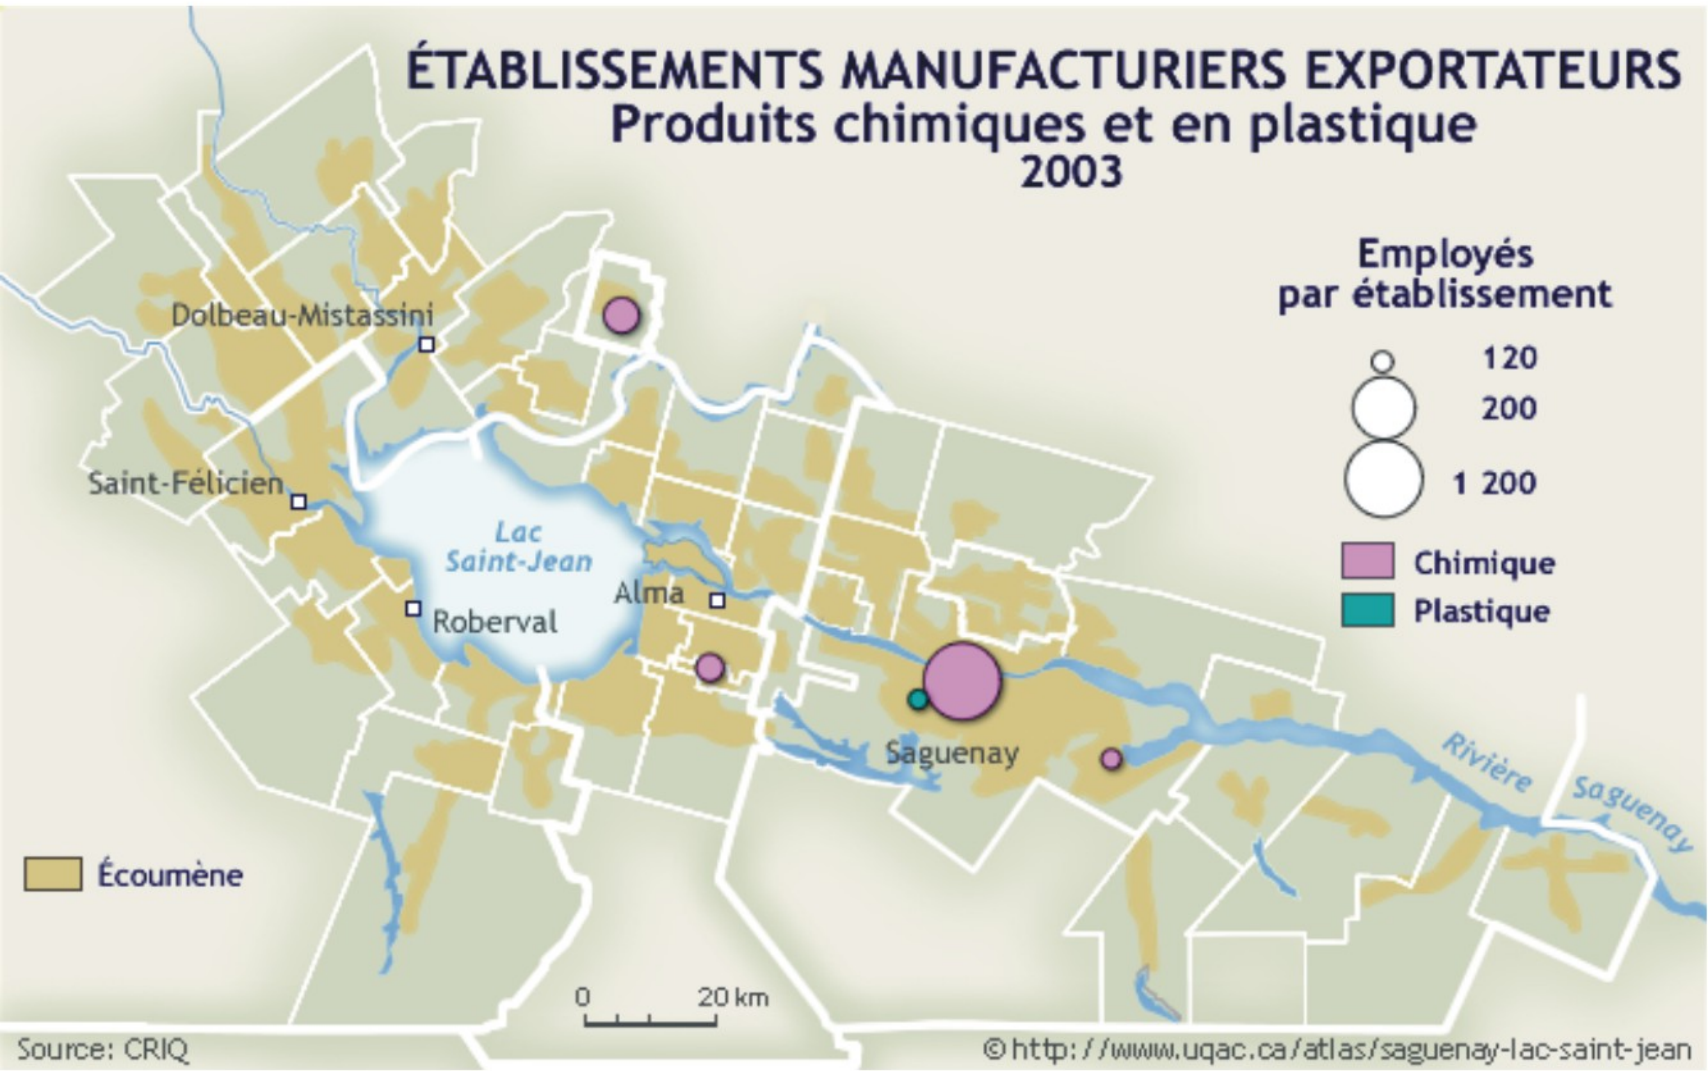 ÉTABLISSEMENTS MANUFACTURIERS EXPORTATEURS
Produits chimiques et en plastique
2003
Employés
par établissement
120
200
1 200
Chimique
Plastique
Dolbeau-Mistassini
Saint-Félicien
Lac
Saint-Jean
Alma
Roberval
Saguenay
Rivière Saguenay
Écoumène
0 20 km
Source: CRIQ
©http://www.uqac.ca/atlas/saguenay-lac-saint-jean